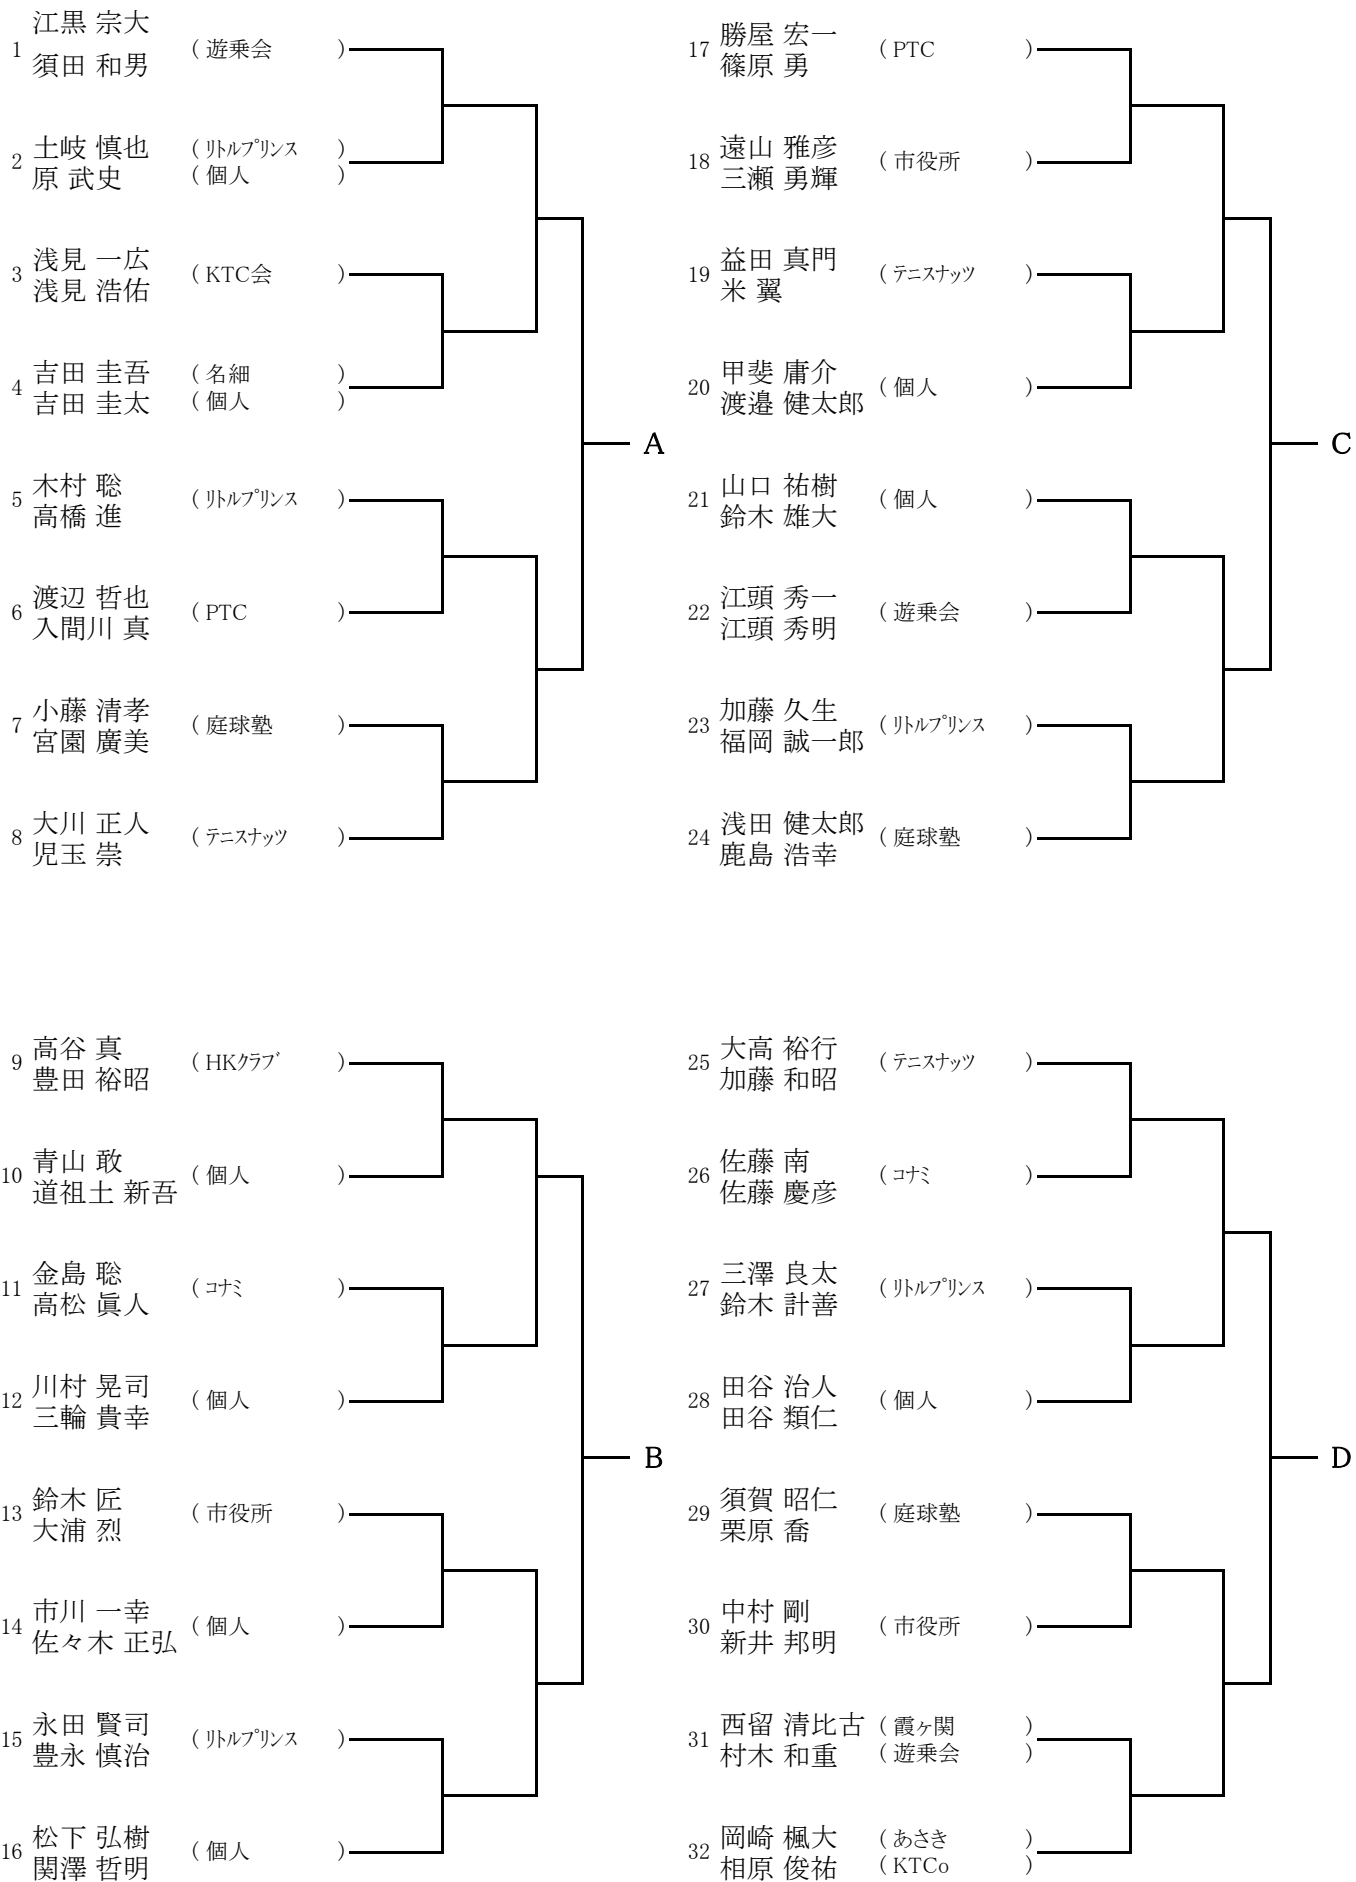 1 江黒 宗大
須田 和男 ( 遊乗会 )
2 土岐 慎也 ( ﾘﾄﾙﾌﾟﾘﾝｽ )
原 武史 ( 個人 )
3 浅見 一広
浅見 浩佑 ( KTC会 )
4 吉田 圭吾 ( 名細 )
吉田 圭太 ( 個人 )
A
5 木村 聡
高橋 進 ( ﾘﾄﾙﾌﾟﾘﾝｽ )
6 渡辺 哲也
入間川 真 ( PTC )
7 小藤 清孝
宮園 廣美 ( 庭球塾 )
8 大川 正人
児玉 崇 ( ﾃﾆｽﾅｯﾂ )
9 高谷 真
豊田 裕昭 ( HKｸﾗﾌﾞ )
10 青山 敢
道祖土 新吾 ( 個人 )
11 金島 聡
高松 眞人 ( ｺﾅﾐ )
12 川村 晃司
三輪 貴幸 ( 個人 )
B
13 鈴木 匠
大浦 烈 ( 市役所 )
14 市川 一幸
佐々木 正弘 ( 個人 )
15 永田 賢司
豊永 慎治 ( ﾘﾄﾙﾌﾟﾘﾝｽ )
16 松下 弘樹
関澤 哲明 ( 個人 )
17 勝屋 宏一
篠原 勇 ( PTC )
18 遠山 雅彦
三瀬 勇輝 ( 市役所 )
19 益田 真門
米 翼 ( ﾃﾆｽﾅｯﾂ )
20 甲斐 庸介
渡邉 健太郎 ( 個人 )
C
21 山口 祐樹
鈴木 雄大 ( 個人 )
22 江頭 秀一
江頭 秀明 ( 遊乗会 )
23 加藤 久生
福岡 誠一郎 ( ﾘﾄﾙﾌﾟﾘﾝｽ )
24 浅田 健太郎
鹿島 浩幸 ( 庭球塾 )
25 大高 裕行
加藤 和昭 ( ﾃﾆｽﾅｯﾂ )
26 佐藤 南
佐藤 慶彦 ( ｺﾅﾐ )
27 三澤 良太
鈴木 計善 ( ﾘﾄﾙﾌﾟﾘﾝｽ )
28 田谷 治人
田谷 類仁 ( 個人 )
D
29 須賀 昭仁
栗原 喬 ( 庭球塾 )
30 中村 剛
新井 邦明 ( 市役所 )
31 西留 清比古 ( 霞ヶ関 )
村木 和重 ( 遊乗会 )
32 岡崎 楓大 ( あさき )
相原 俊祐 ( KTCo )